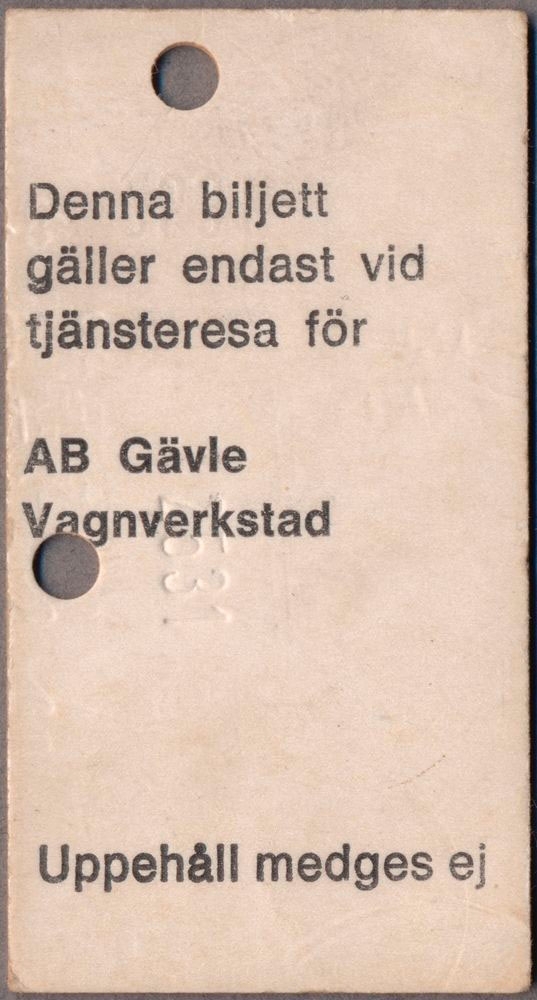 Denna biljett
gäller endast vid
tjänsteresa för
AB Gävle
Vagnverkstad
Uppehåll medges ej